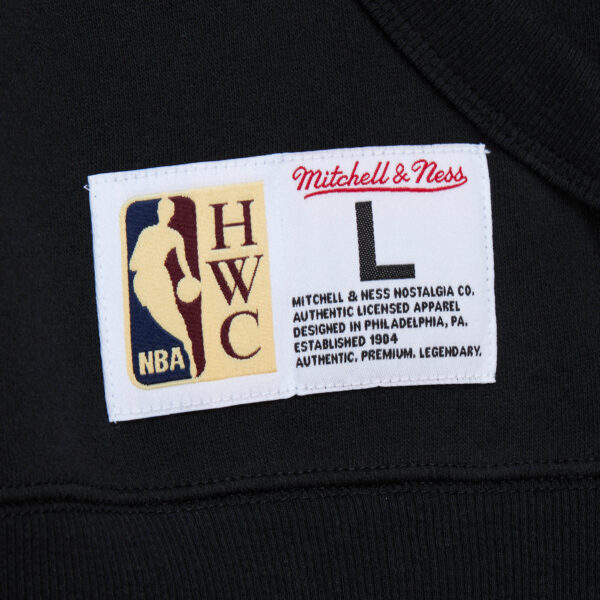 NBA
H
W
C
Mitchell & Ness
L
MITCHELL & NESS NOSTALGIA CO.
AUTHENTIC LICENSED APPAREL
DESIGNED IN PHILADELPHIA, PA.
ESTABLISHED 1904
AUTHENTIC. PREMIUM. LEGENDARY.